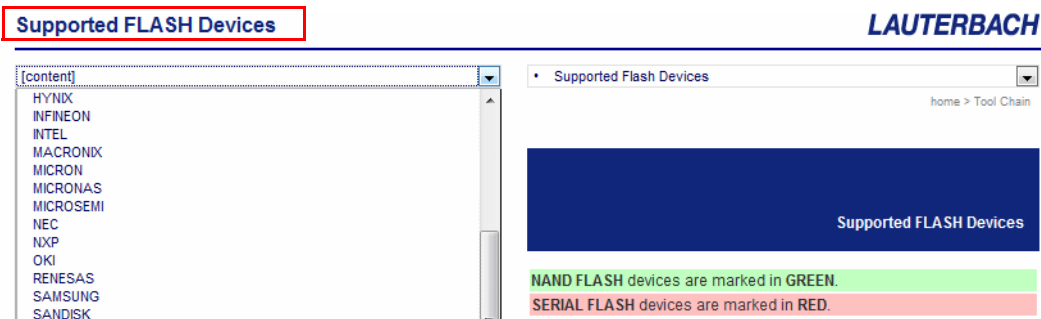 Supported FLASH Devices
LAUTERBACH
[content]
HYNIX
INFINEON
INTEL
MACRONIX
MICRON
MICRONAS
MICROSEMI
NEC
NXP
OKI
RENESAS
SAMSUNG
SANDISK
• Supported Flash Devices
home > Tool Chain
Supported FLASH Devices
NAND FLASH devices are marked in GREEN.
SERIAL FLASH devices are marked in RED.